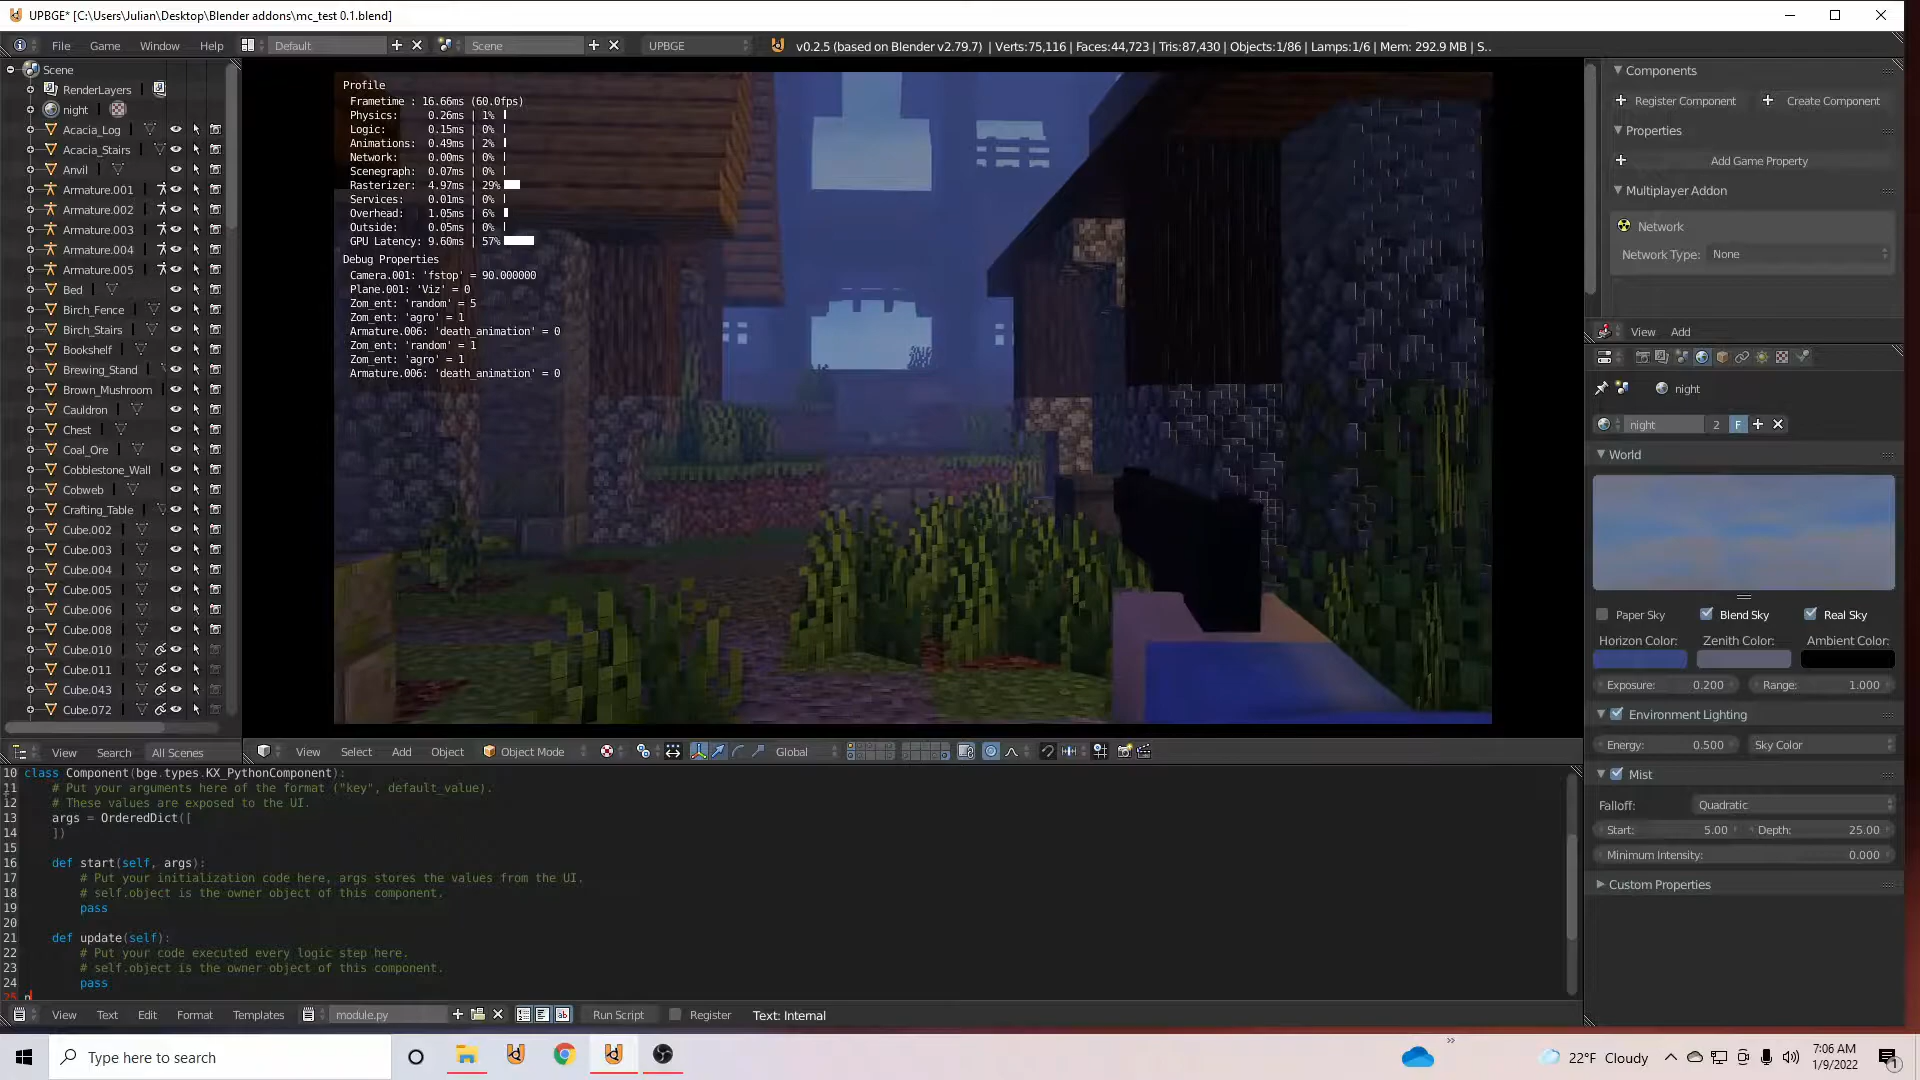 UPBGE* [C:\Users\Julian\Desktop\Blender addons\mc_test 0.1.blend]
File Game Window Help Default Scene UPBGE v0.2.5 (based on Blender v2.79.7) | Verts:75,116 | Faces:44,723 | Tris:87,430 | Objects:1/86 | Lamps:1/6 | Mem: 292.9 MB | S..
Scene
RenderLayers
night
Acacia_Log
Acacia_Stairs
Anvil
Armature.001
Armature.002
Armature.003
Armature.004
Armature.005
Bed
Birch_Fence
Birch_Stairs
Bookshelf
Brewing_Stand
Brown_Mushroom
Cauldron
Chest
Coal_Ore
Cobblestone_Wall
Cobweb
Crafting_Table
Cube.002
Cube.003
Cube.004
Cube.005
Cube.006
Cube.008
Cube.010
Cube.011
Cube.043
Cube.072
View Search All Scenes
Profile
Frametime : 16.66ms (60.0fps)
Physics: 0.26ms | 1%
Logic: 0.15ms | 0%
Animations: 0.49ms | 2%
Network: 0.00ms | 0%
Scenegraph: 0.07ms | 0%
Rasterizer: 4.97ms | 29%
Services: 0.01ms | 0%
Overhead: 1.05ms | 6%
Outside: 0.05ms | 0%
GPU Latency: 9.60ms | 57%
Debug Properties
Camera.001: 'fstop' = 90.000000
Plane.001: 'Viz' = 0
Zom_ent: 'random' = 5
Zom_ent: 'agro' = 1
Armature.006: 'death_animation' = 0
Zom_ent: 'random' = 1
Zom_ent: 'agro' = 1
Armature.006: 'death_animation' = 0
View Select Add Object Object Mode Global
10 class Component(bge.types.KX_PythonComponent):
11 # Put your arguments here of the format ("key", default_value).
12 # These values are exposed to the UI.
13 args = OrderedDict([
14 ])
15
16 def start(self, args):
17 # Put your initialization code here, args stores the values from the UI.
18 # self.object is the owner object of this component.
19 pass
20
21 def update(self):
22 # Put your code executed every logic step here.
23 # self.object is the owner object of this component.
24 pass
25
View Text Edit Format Templates module.py Run Script Register Text: Internal
Components
Register Component Create Component
Properties
Add Game Property
Multiplayer Addon
Network
Network Type: None
View Add
night
night 2 F
World
Paper Sky Blend Sky Real Sky
Horizon Color: Zenith Color: Ambient Color:
Exposure: 0.200 Range: 1.000
Environment Lighting
Energy: 0.500 Sky Color
Mist
Falloff: Quadratic
Start: 5.00 Depth: 25.00
Minimum Intensity: 0.000
Custom Properties
Type here to search
22°F Cloudy
7:06 AM
1/9/2022
1